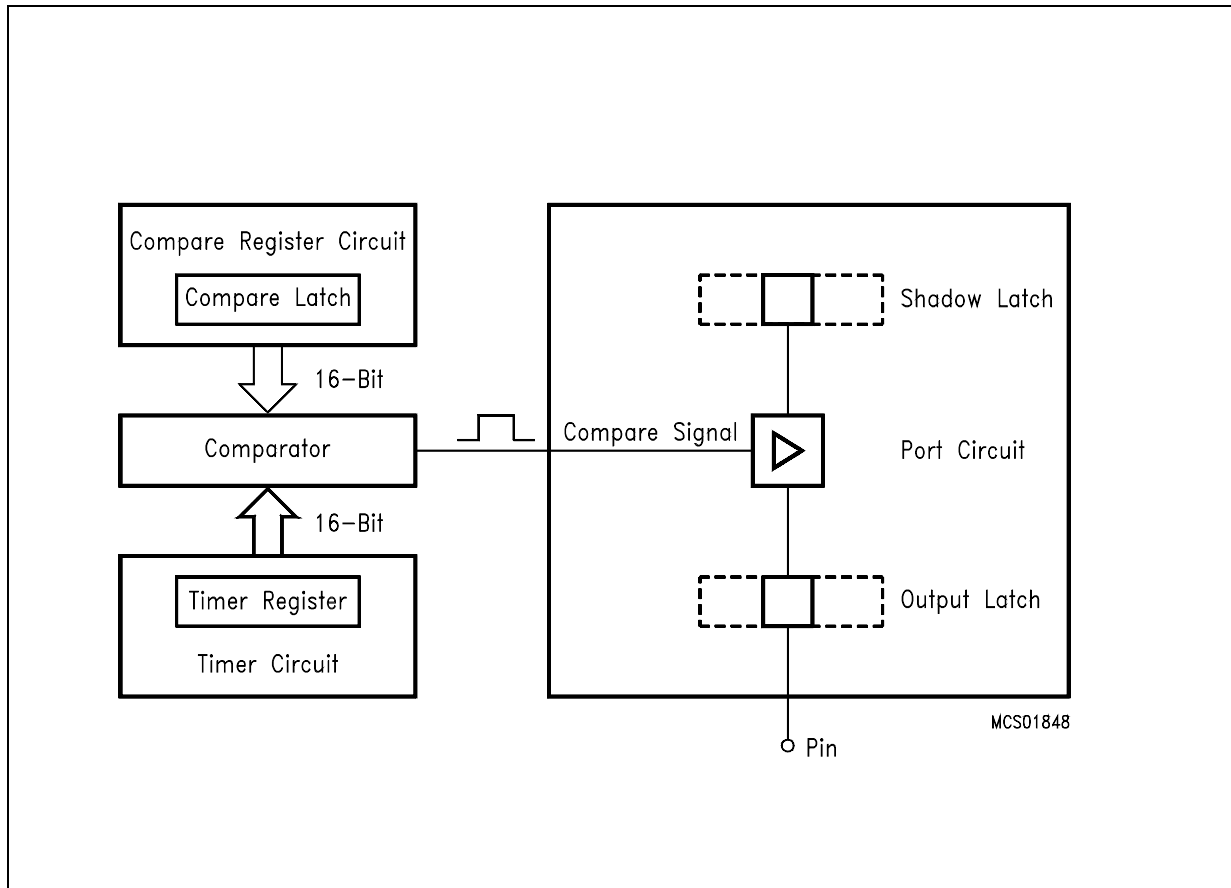 Compare Register Circuit
Compare Latch
16-Bit
Comparator
16-Bit
Timer Register
Timer Circuit
Compare Signal
Shadow Latch
Port Circuit
Output Latch
MCS01848
Pin